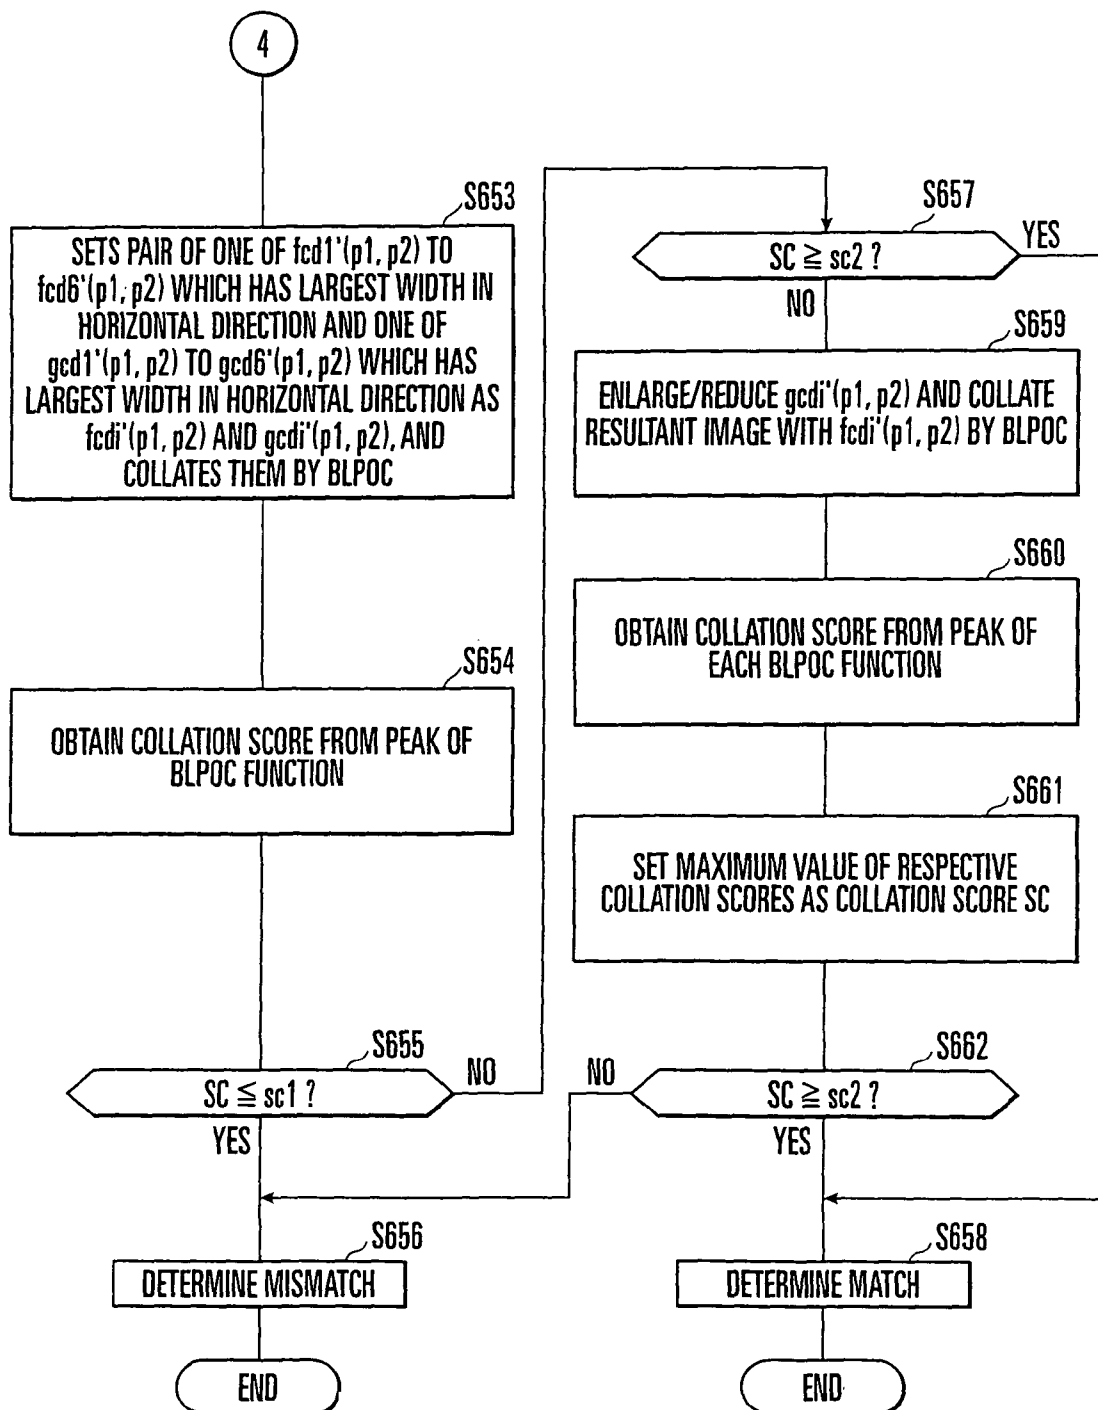 4
S653
SETS PAIR OF ONE OF fcd1'(p1, p2) TO
fcd6'(p1, p2) WHICH HAS LARGEST WIDTH IN
HORIZONTAL DIRECTION AND ONE OF
gcd1'(p1, p2) TO gcd6'(p1, p2) WHICH HAS
LARGEST WIDTH IN HORIZONTAL DIRECTION AS
fcdi'(p1, p2) AND gcdi'(p1, p2), AND
COLLATES THEM BY BLPOC
S654
OBTAIN COLLATION SCORE FROM PEAK OF
BLPOC FUNCTION
S655
SC ≦ sc1 ?
NO
YES
S656
DETERMINE MISMATCH
END
S657
SC ≧ sc2 ?
YES
NO
S659
ENLARGE/REDUCE gcdi'(p1, p2) AND COLLATE
RESULTANT IMAGE WITH fcdi'(p1, p2) BY BLPOC
S660
OBTAIN COLLATION SCORE FROM PEAK OF
EACH BLPOC FUNCTION
S661
SET MAXIMUM VALUE OF RESPECTIVE
COLLATION SCORES AS COLLATION SCORE SC
S662
NO
SC ≧ sc2 ?
YES
S658
DETERMINE MATCH
END